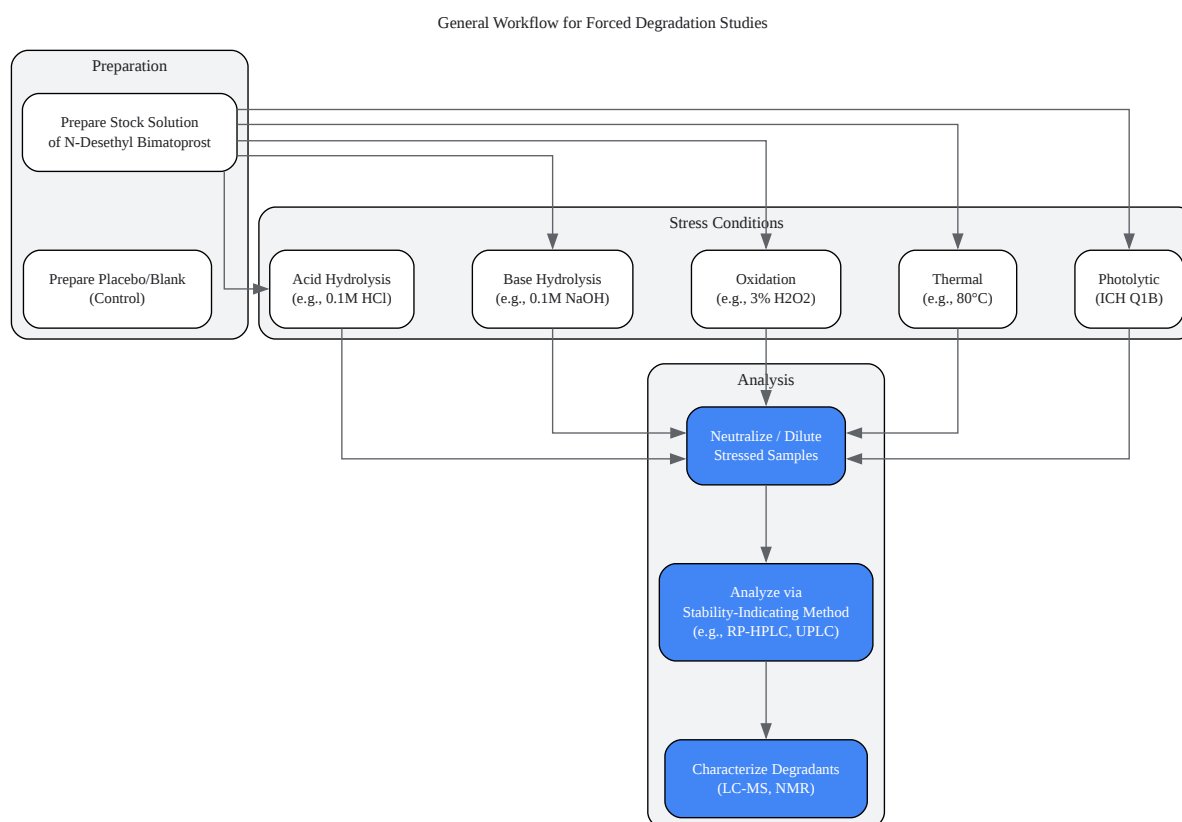 General Workflow for Forced Degradation Studies
Preparation
Prepare Stock Solution
of N-Desethyl Bimatoprost
Prepare Placebo/Blank
(Control)
Stress Conditions
Acid Hydrolysis
(e.g., 0.1M HCl)
Base Hydrolysis
(e.g., 0.1M NaOH)
Oxidation
(e.g., 3% H2O2)
Thermal
(e.g., 80°C)
Photolytic
(ICH Q1B)
Analysis
Neutralize / Dilute
Stressed Samples
Analyze via
Stability-Indicating Method
(e.g., RP-HPLC, UPLC)
Characterize Degradants
(LC-MS, NMR)